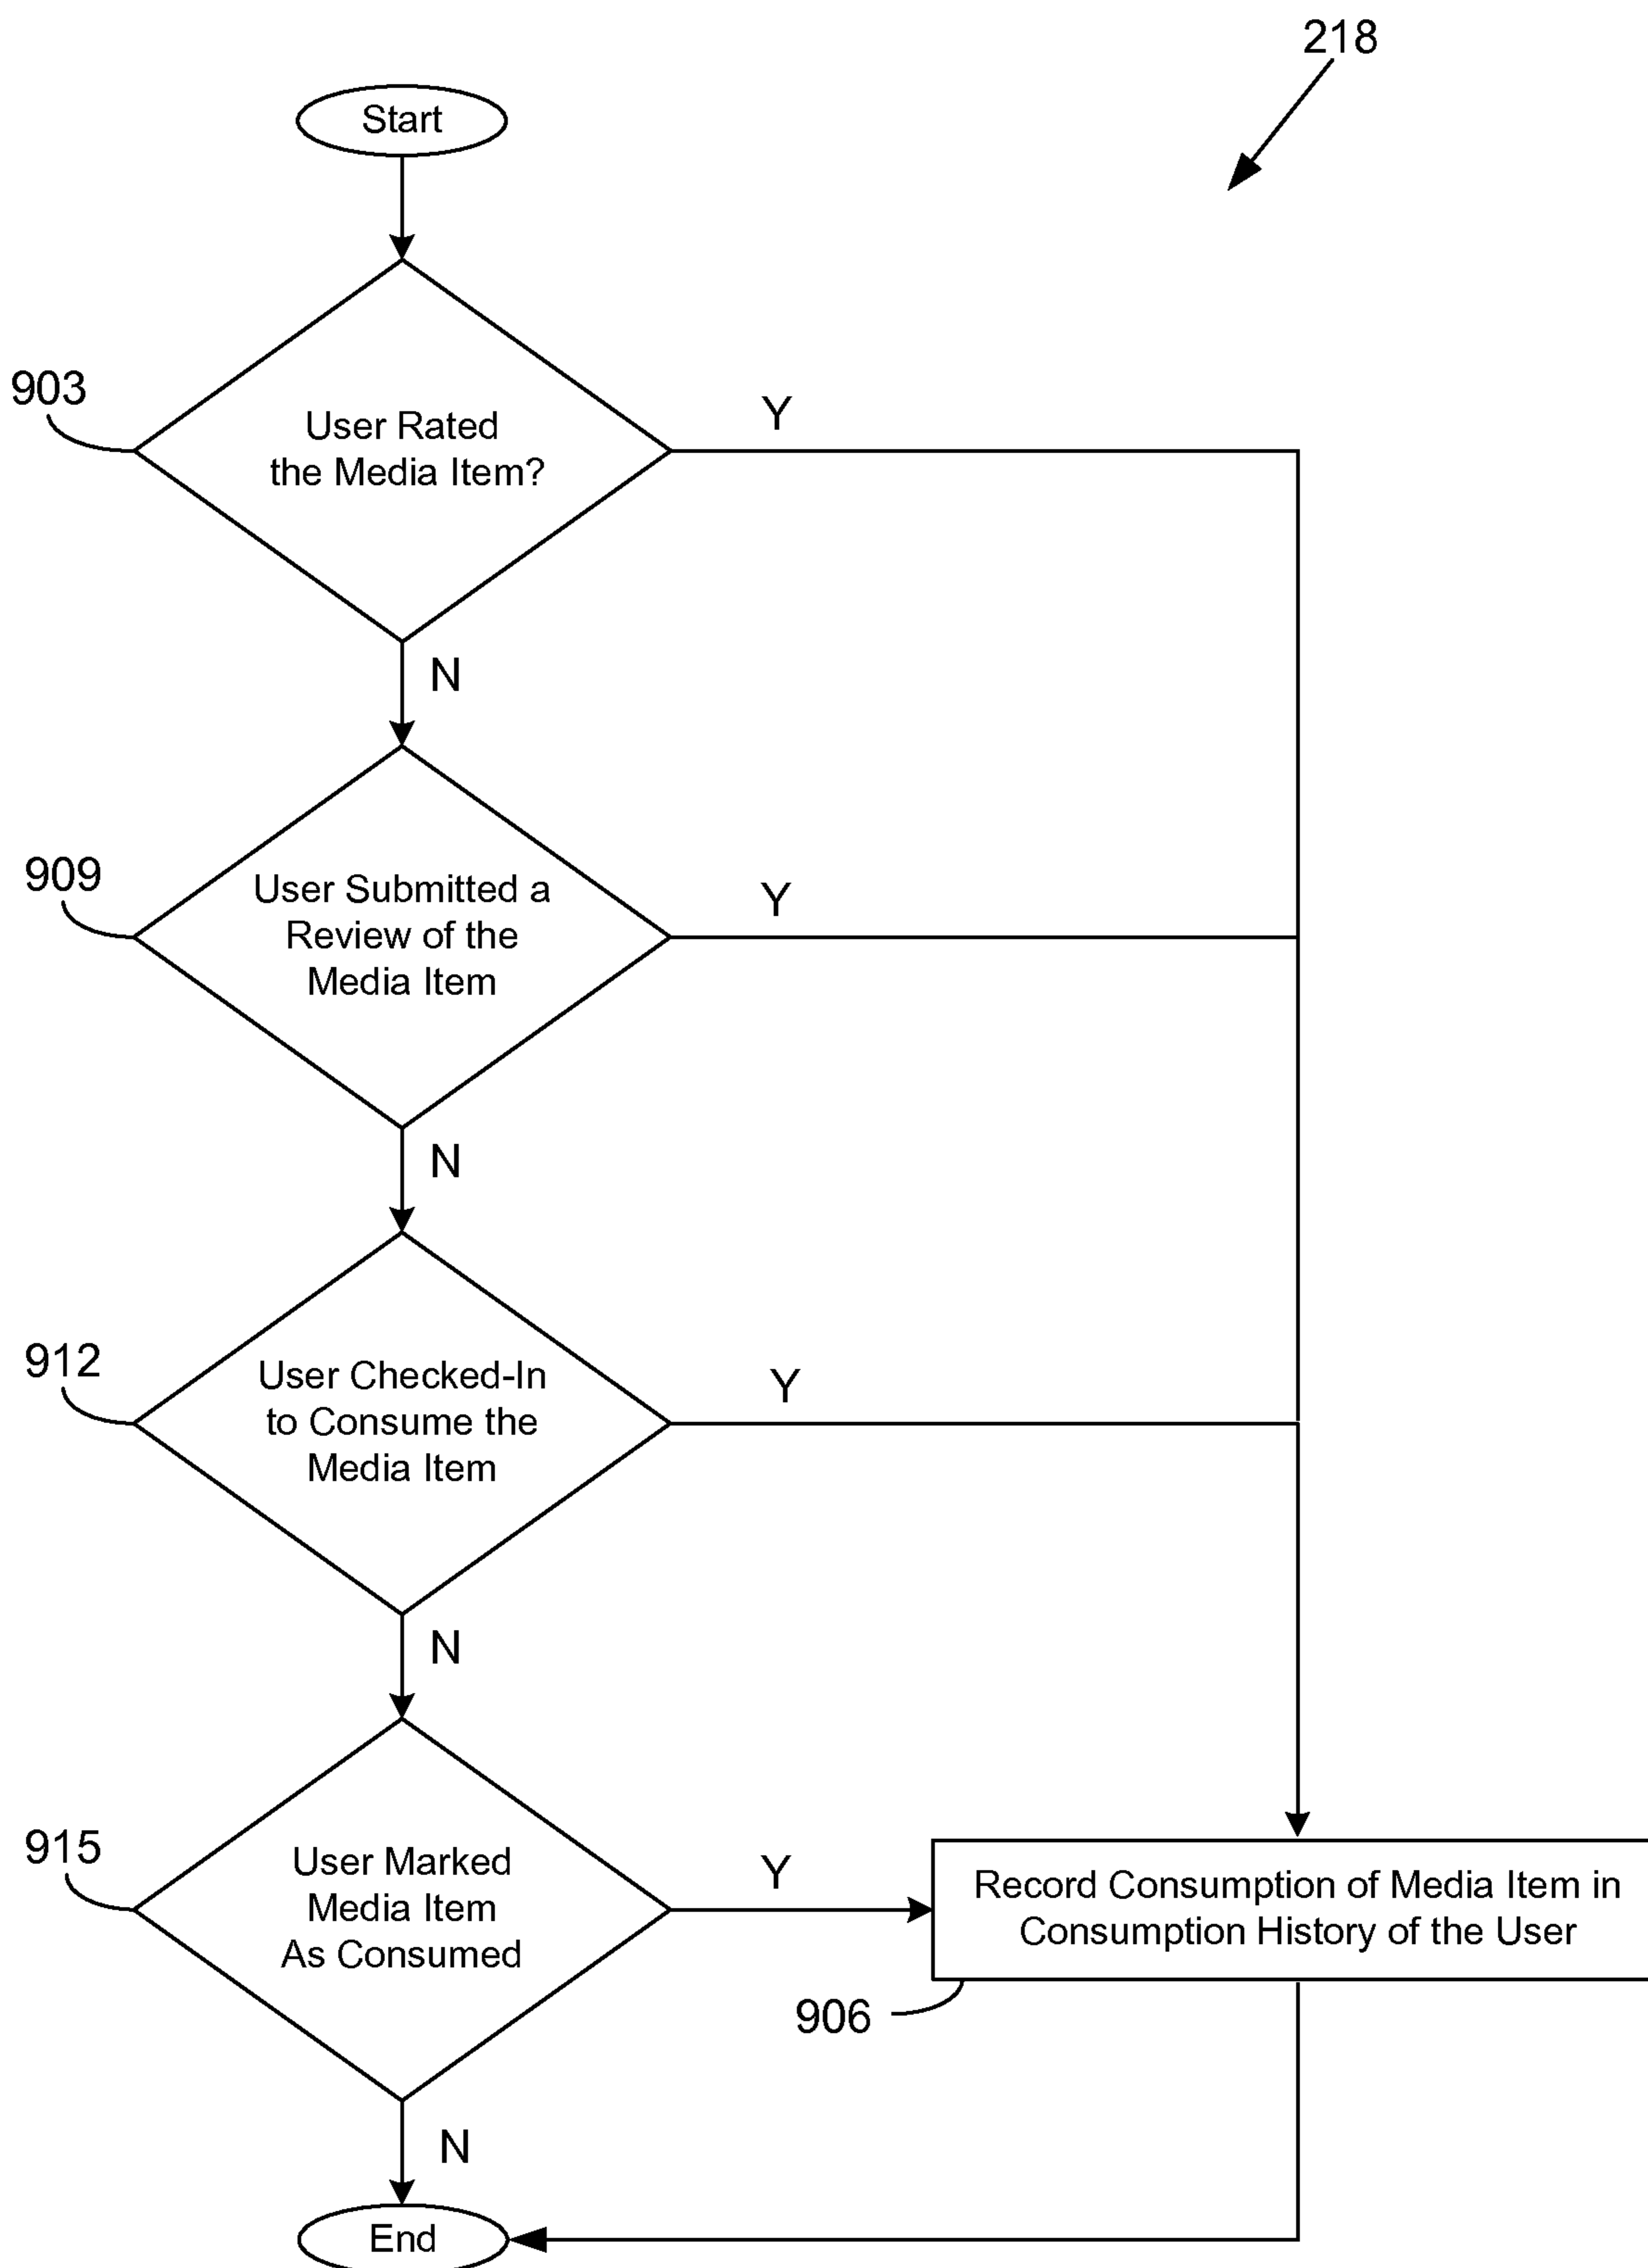 218
Start
903
User Rated
the Media Item?
Y
N
909
User Submitted a
Review of the
Media Item
Y
N
912
User Checked-In
to Consume the
Media Item
Y
N
915
User Marked
Media Item
As Consumed
Y
Record Consumption of Media Item in
Consumption History of the User
906
N
End